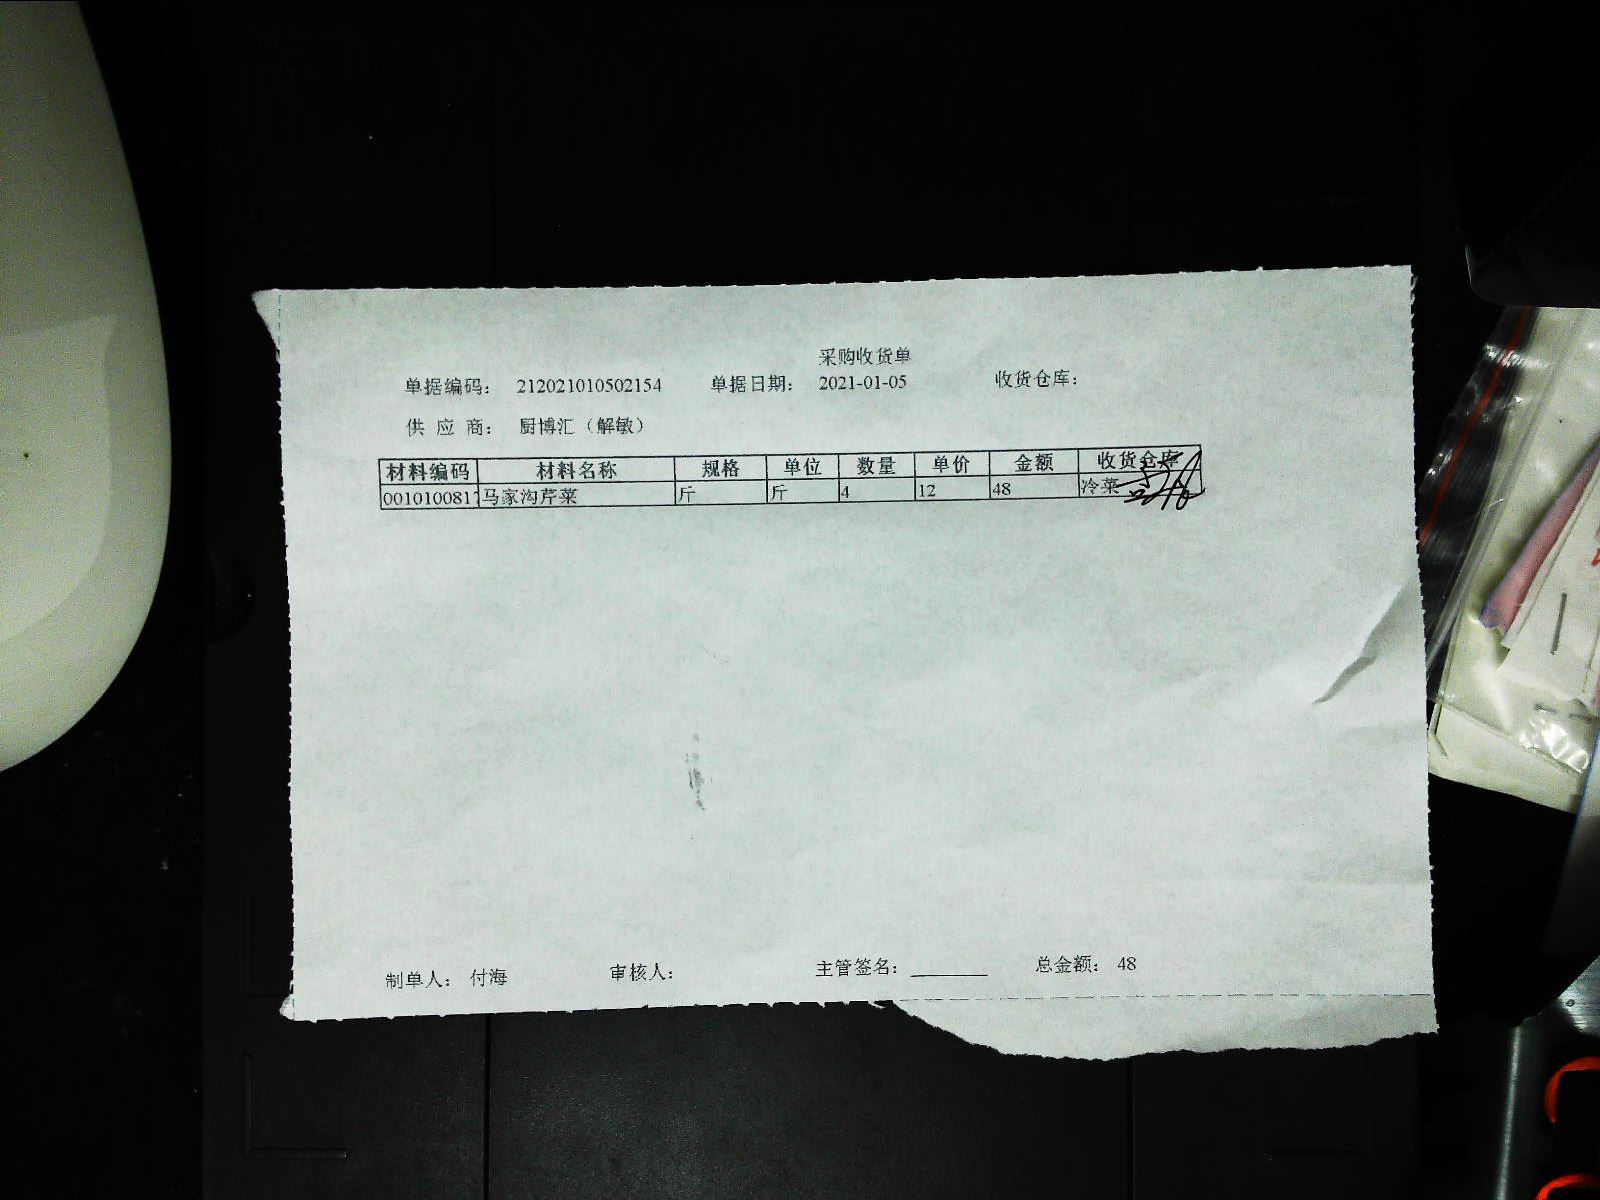 采购收货单
单据编码： 212021010502154 单据日期： 2021-01-05 收货仓库：
供 应 商： 厨博汇（解敏）
材料编码 材料名称 规格 单位 数量 单价 金额 收货仓库
0010100817 马家沟芹菜 斤 斤 4 12 48 冷菜
制单人： 付海 审核人： 主管签名：________ 总金额： 48